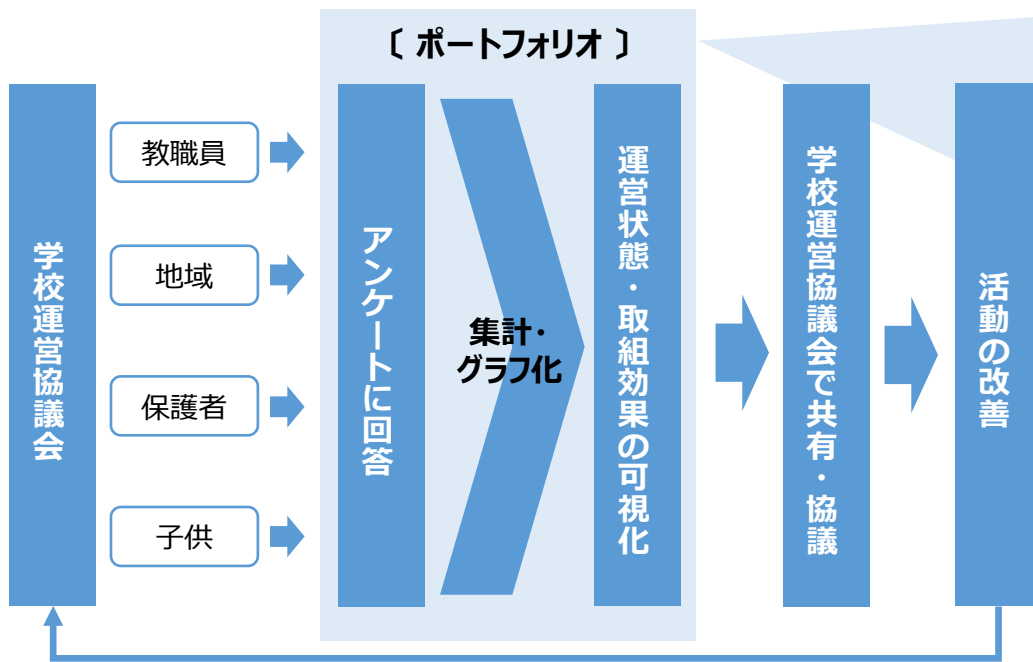 〔 ポートフォリオ 〕
学校運営協議会
教職員
地域
保護者
子供
アンケートに回答
集計・
グラフ化
運営状態・取組効果の可視化
学校運営協議会で共有・協議
活動の改善